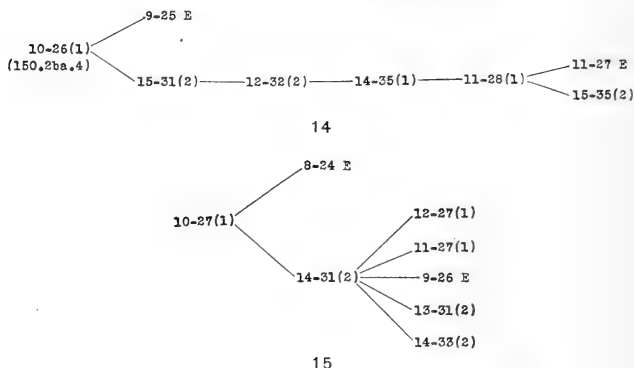 9-25 E
10-26(1)
(150.2ba.4)
15-31(2) 12-32(2) 14-35(1) 11-28(1)
11-27 E
15-35(2)
14
8-24 E
10-27(1)
12-27(1)
11-27(1)
14-31(2)
9-26 E
13-31(2)
14-33(2)
15